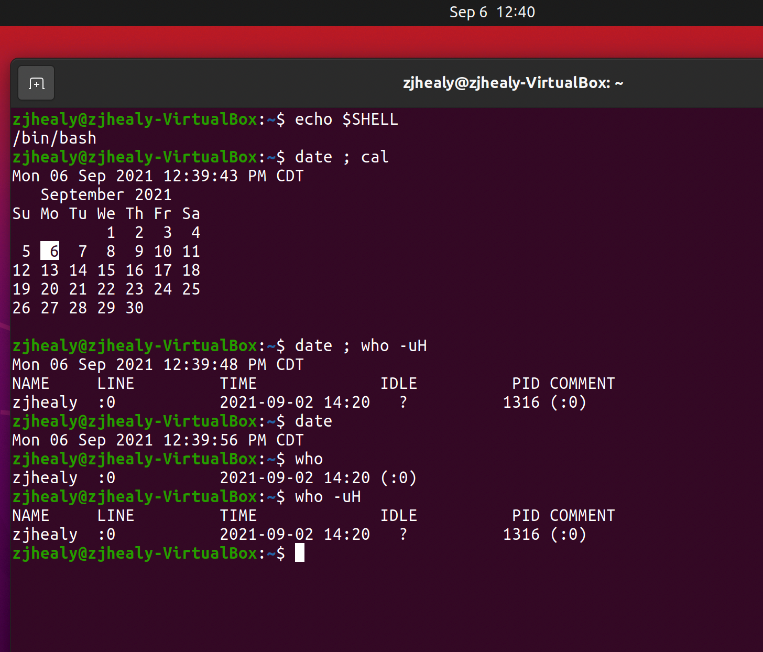 Sep 6  12:40
zjhealy@zjhealy-VirtualBox: ~
zjhealy@zjhealy-VirtualBox:~$ echo $SHELL
/bin/bash
zjhealy@zjhealy-VirtualBox:~$ date ; cal
Mon 06 Sep 2021 12:39:43 PM CDT
   September 2021
Su Mo Tu We Th Fr Sa
          1  2  3  4
 5  6  7  8  9 10 11
12 13 14 15 16 17 18
19 20 21 22 23 24 25
26 27 28 29 30
zjhealy@zjhealy-VirtualBox:~$ date ; who -uH
Mon 06 Sep 2021 12:39:48 PM CDT
NAME     LINE         TIME             IDLE          PID COMMENT
zjhealy  :0           2021-09-02 14:20   ?          1316 (:0)
zjhealy@zjhealy-VirtualBox:~$ date
Mon 06 Sep 2021 12:39:56 PM CDT
zjhealy@zjhealy-VirtualBox:~$ who
zjhealy  :0           2021-09-02 14:20 (:0)
zjhealy@zjhealy-VirtualBox:~$ who -uH
NAME     LINE         TIME             IDLE          PID COMMENT
zjhealy  :0           2021-09-02 14:20   ?          1316 (:0)
zjhealy@zjhealy-VirtualBox:~$